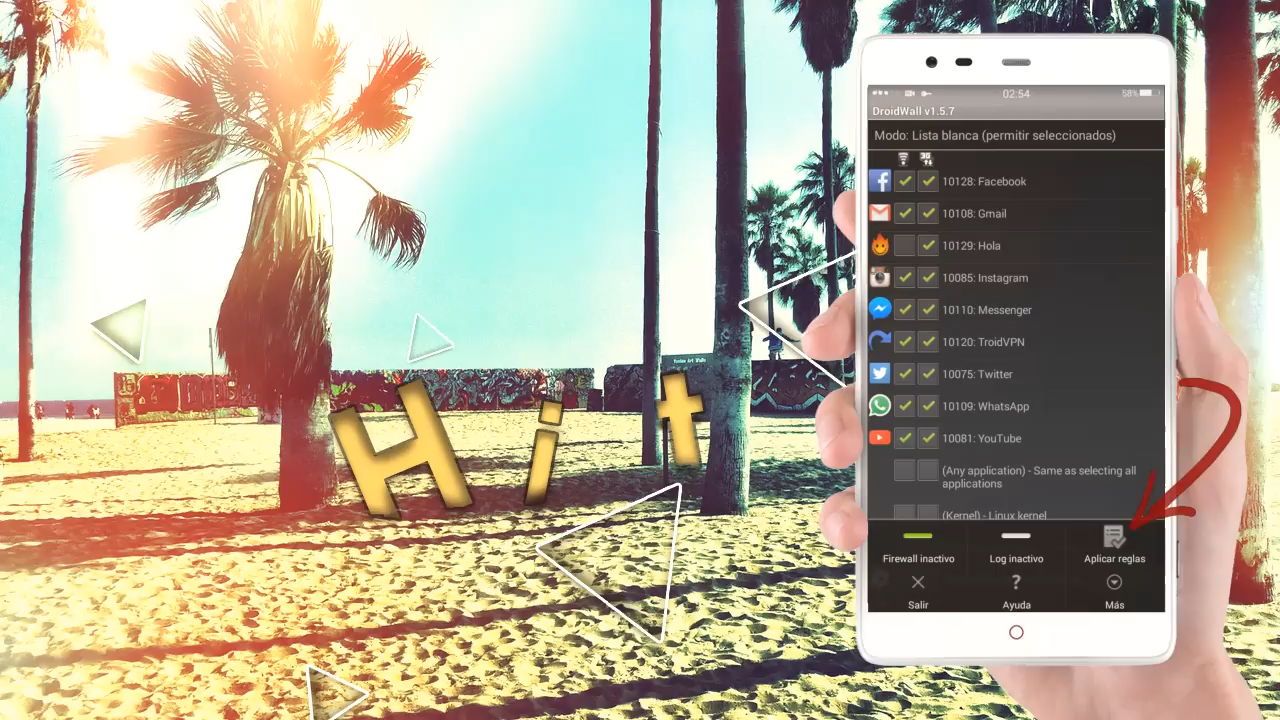 Hit
02:54
58%
DroidWall v1.5.7
Modo: Lista blanca (permitir seleccionados)
3G
10128: Facebook
10108: Gmail
10129: Hola
10085: Instagram
10110: Messenger
10120: TroidVPN
10075: Twitter
10109: WhatsApp
10081: YouTube
(Any application) - Same as selecting all
applications
(Kernel) - Linux kernel
Firewall inactivo
Log inactivo
Aplicar reglas
Salir
Ayuda
Más